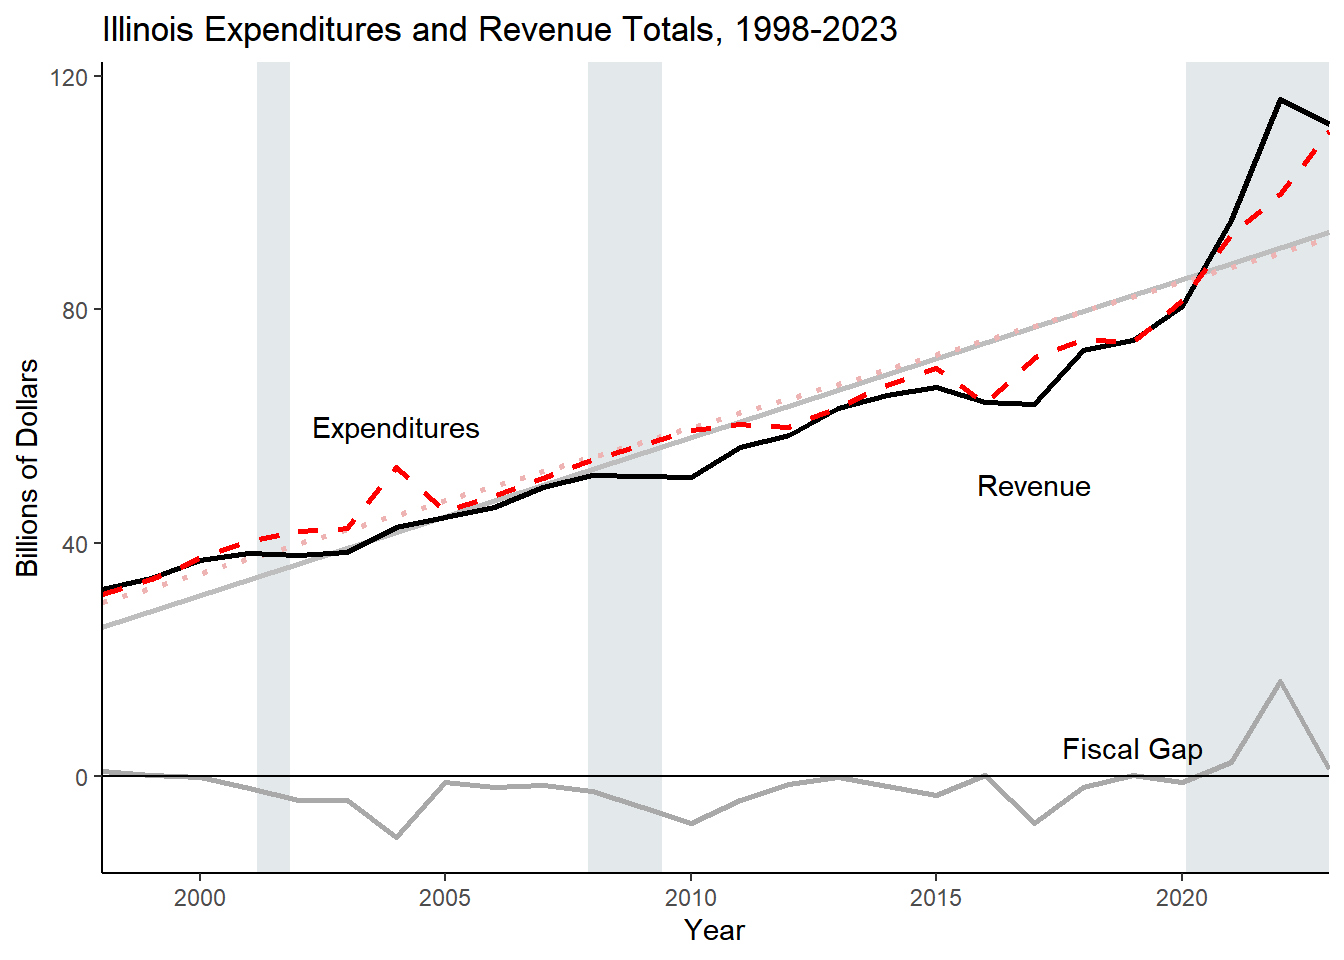 Illinois Expenditures and Revenue Totals, 1998-2023
120
80
40
0
Billions of Dollars
Expenditures
Revenue
Fiscal Gap
2000
2005
2010
2015
2020
Year